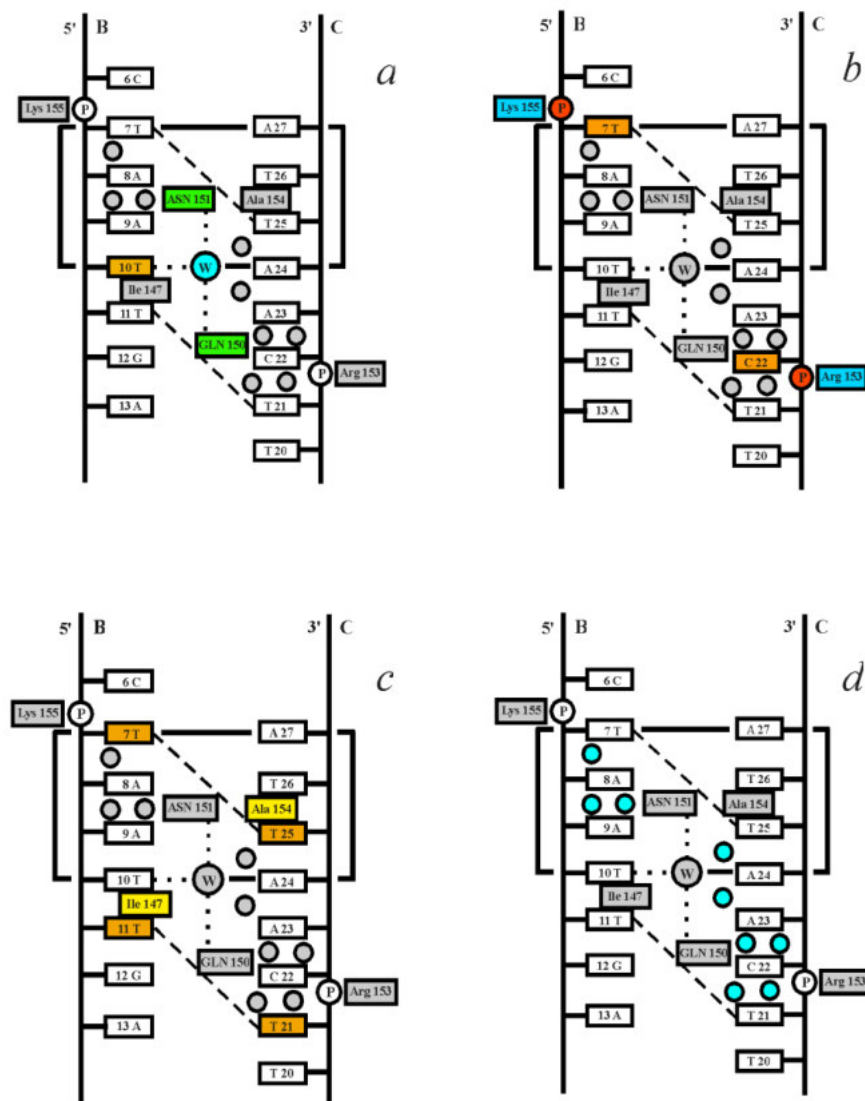 5' B 3' C
a
6 C
Lys 155 P
7 T A 27
8 A T 26
ASN 151 Ala 154
9 A T 25
10 T W A 24
Ile 147
11 T A 23
GLN 150
12 G C 22
P Arg 153
13 A T 21
T 20
5' B 3' C
b
6 C
Lys 155 P
7 T A 27
8 A T 26
ASN 151 Ala 154
9 A T 25
10 T W A 24
Ile 147
11 T A 23
GLN 150
12 G C 22
P Arg 153
13 A T 21
T 20
5' B 3' C
c
6 C
Lys 155 P
7 T A 27
8 A T 26
ASN 151 Ala 154
9 A T 25
10 T W A 24
Ile 147
11 T A 23
GLN 150
12 G C 22
P Arg 153
13 A T 21
T 20
5' B 3' C
d
6 C
Lys 155 P
7 T A 27
8 A T 26
ASN 151 Ala 154
9 A T 25
10 T W A 24
Ile 147
11 T A 23
GLN 150
12 G C 22
P Arg 153
13 A T 21
T 20